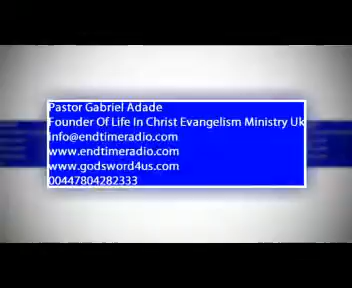 Pastor Gabriel Adade
Founder Of Life In Christ Evangelism Ministry Uk
info@endtimeradio.com
www.endtimeradio.com
www.godsword4us.com
00447804282333